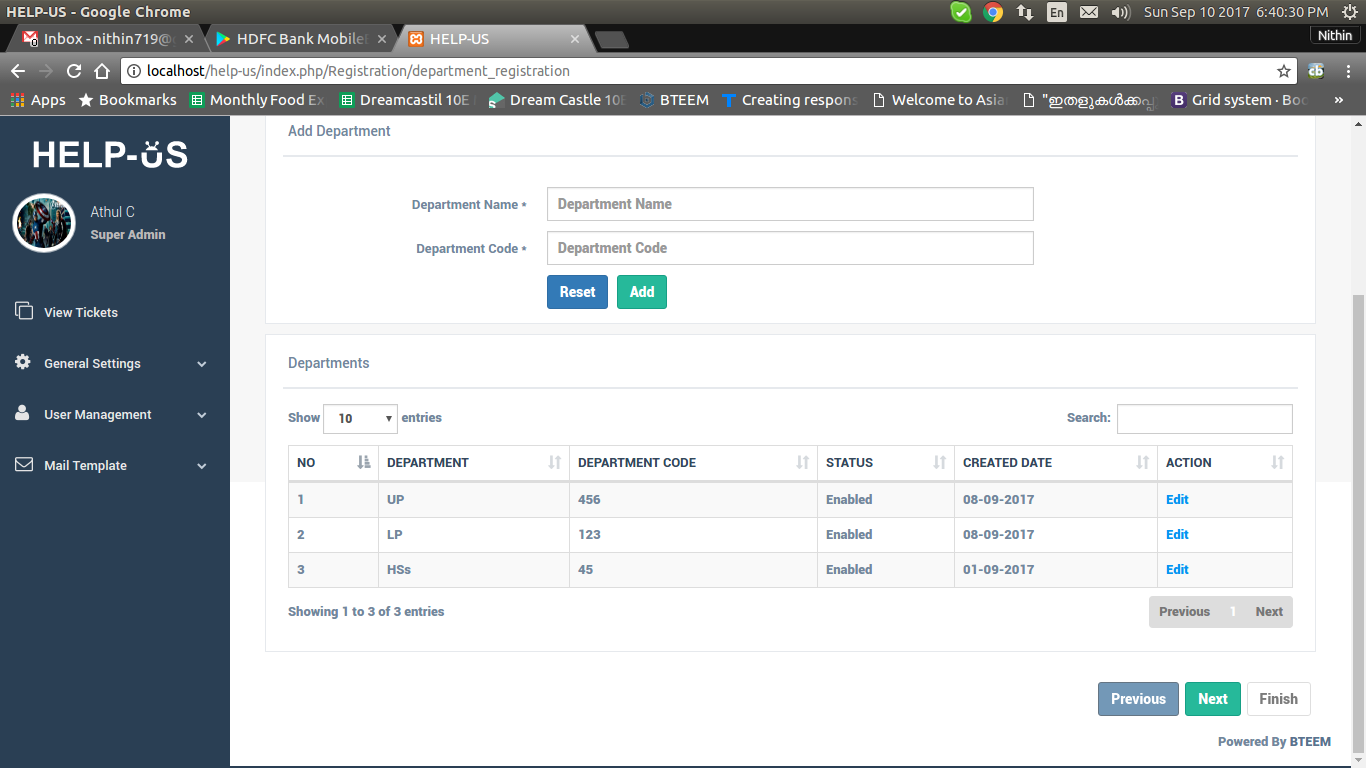 HELP-US - Google Chrome En Sun Sep 10 2017 6:40:30 PM
Inbox - nithin719@ HDFC Bank Mobile HELP-US Nithin
localhost/help-us/index.php/Registration/department_registration cb
Apps Bookmarks Monthly Food Ex Dreamcastil 10E Dream Castle 10E BTEEM Creating respons Welcome to Asia "ഇതളുകൾക്കപ്പ Grid system · Boo »
HELP-US
Athul C
Super Admin
View Tickets
General Settings
User Management
Mail Template
Add Department
Department Name * Department Name
Department Code * Department Code
Reset Add
Departments
Show 10 entries Search:
NO DEPARTMENT DEPARTMENT CODE STATUS CREATED DATE ACTION
1 UP 456 Enabled 08-09-2017 Edit
2 LP 123 Enabled 08-09-2017 Edit
3 HSs 45 Enabled 01-09-2017 Edit
Showing 1 to 3 of 3 entries Previous 1 Next
Previous Next Finish
Powered By BTEEM